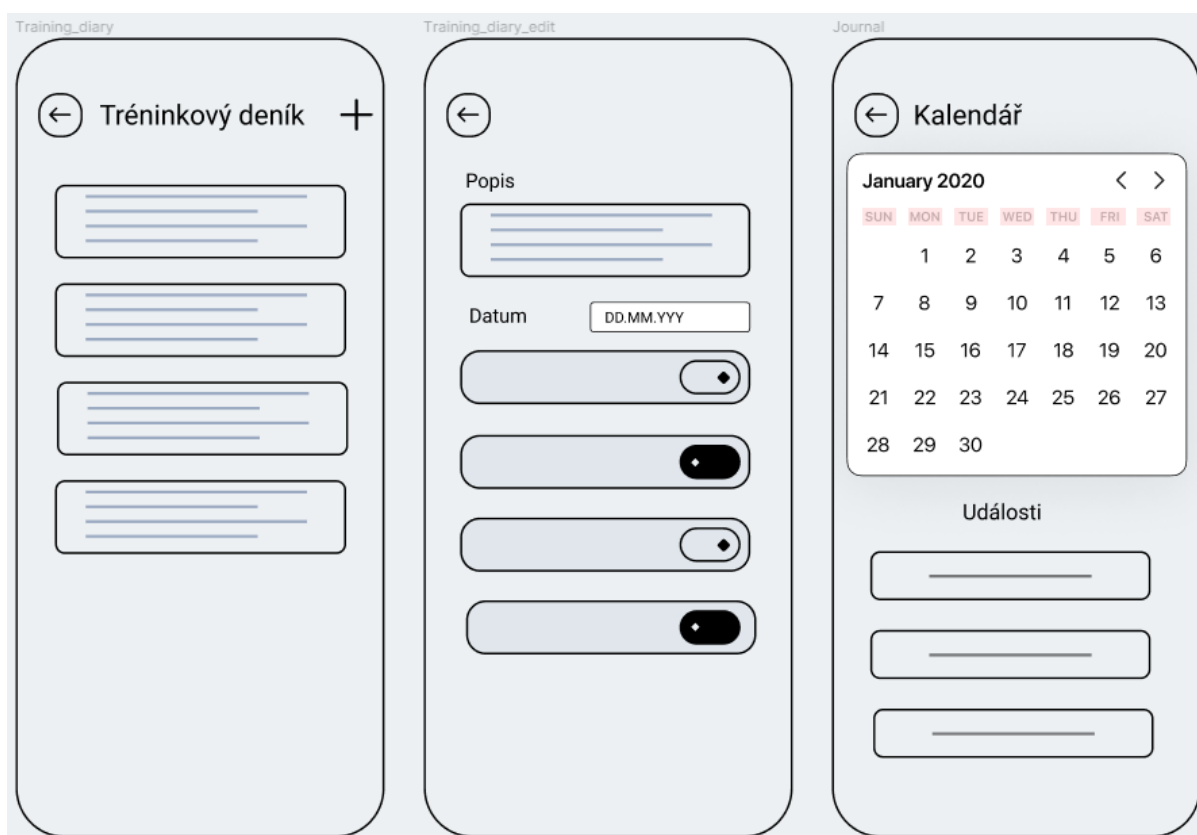 Training_diary
Tréninkový deník
Training_diary_edit
Popis
Datum
DD.MM.YYY
Journal
Kalendář
January 2020
SUN MON TUE WED THU FRI SAT
1 2 3 4 5 6
7 8 9 10 11 12 13
14 15 16 17 18 19 20
21 22 23 24 25 26 27
28 29 30
Události